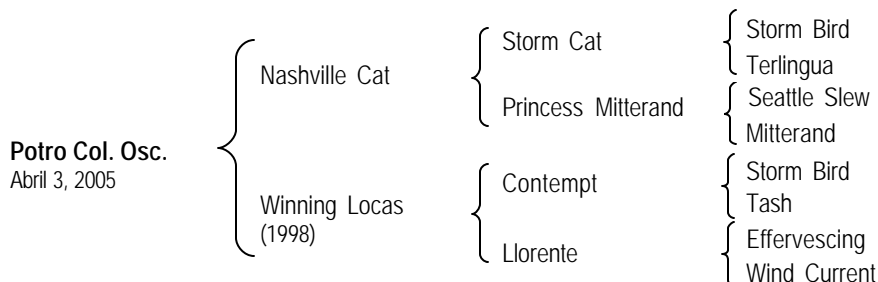 Storm Bird
Storm Cat
Terlingua
Nashville Cat
Seattle Slew
Princess Mitterand
Mitterand
Potro Col. Osc.
Abril 3, 2005
Storm Bird
Contempt
Tash
Winning Locas
(1998)
Effervescing
Llorente
Wind Current